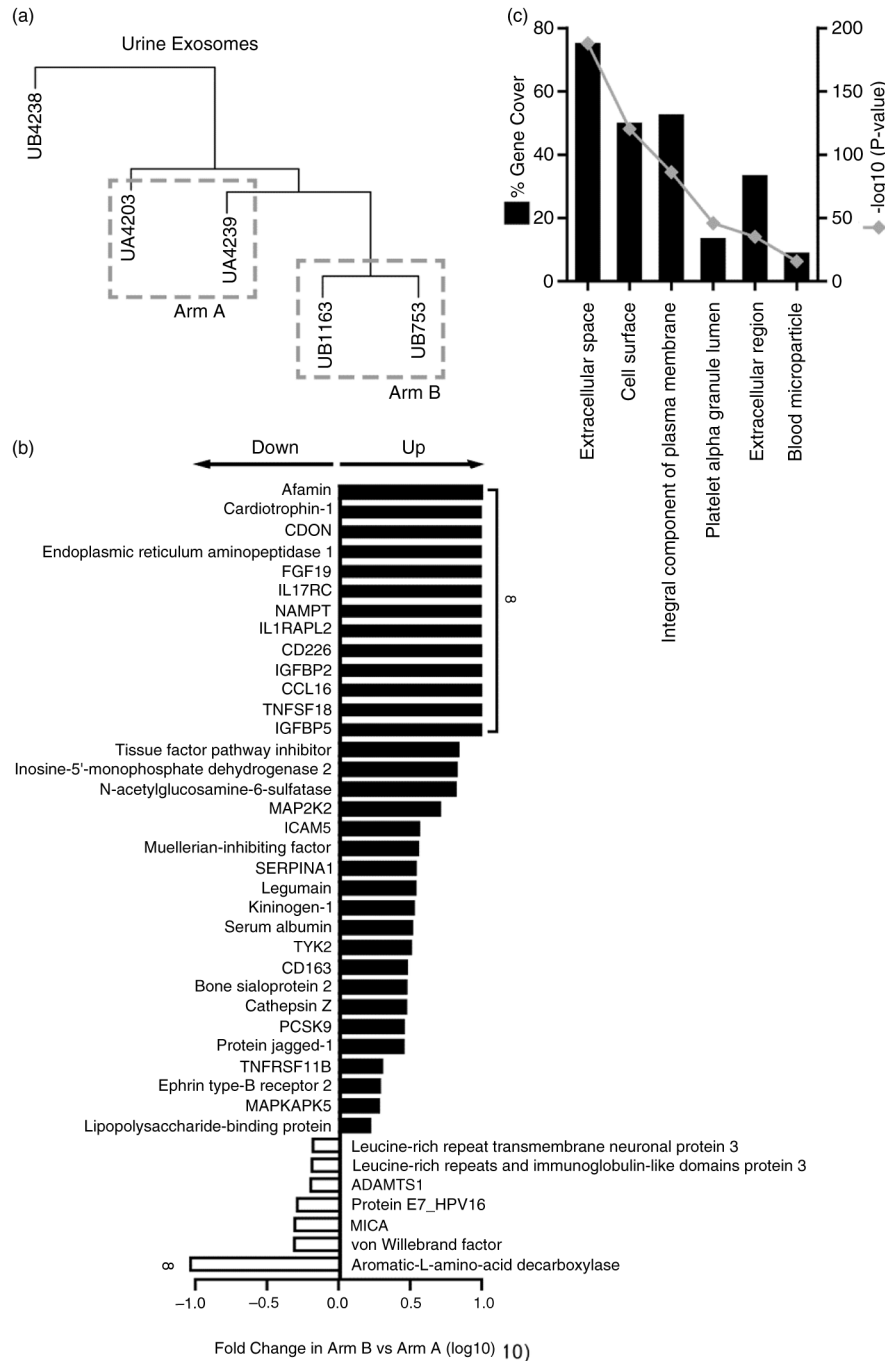 (a)
Urine Exosomes
UB4238
UA4203
UA4239
Arm A
UB1163
UB753
Arm B
(c)
80
60
40
20
0
% Gene Cover
200
150
100
50
0
-log10 (P-value)
Extracellular space
Cell surface
Integral component of plasma membrane
Platelet alpha granule lumen
Extracellular region
Blood microparticle
(b)
Down
Up
Afamin
Cardiotrophin-1
CDON
Endoplasmic reticulum aminopeptidase 1
FGF19
IL17RC
NAMPT
IL1RAPL2
CD226
IGFBP2
CCL16
TNFSF18
IGFBP5
∞
Tissue factor pathway inhibitor
Inosine-5'-monophosphate dehydrogenase 2
N-acetylglucosamine-6-sulfatase
MAP2K2
ICAM5
Muellerian-inhibiting factor
SERPINA1
Legumain
Kininogen-1
Serum albumin
TYK2
CD163
Bone sialoprotein 2
Cathepsin Z
PCSK9
Protein jagged-1
TNFRSF11B
Ephrin type-B receptor 2
MAPKAPK5
Lipopolysaccharide-binding protein
Leucine-rich repeat transmembrane neuronal protein 3
Leucine-rich repeats and immunoglobulin-like domains protein 3
ADAMTS1
Protein E7_HPV16
MICA
von Willebrand factor
∞ Aromatic-L-amino-acid decarboxylase
−1.0 −0.5 0.0 0.5 1.0
Fold Change in Arm B vs Arm A (log10) 10)